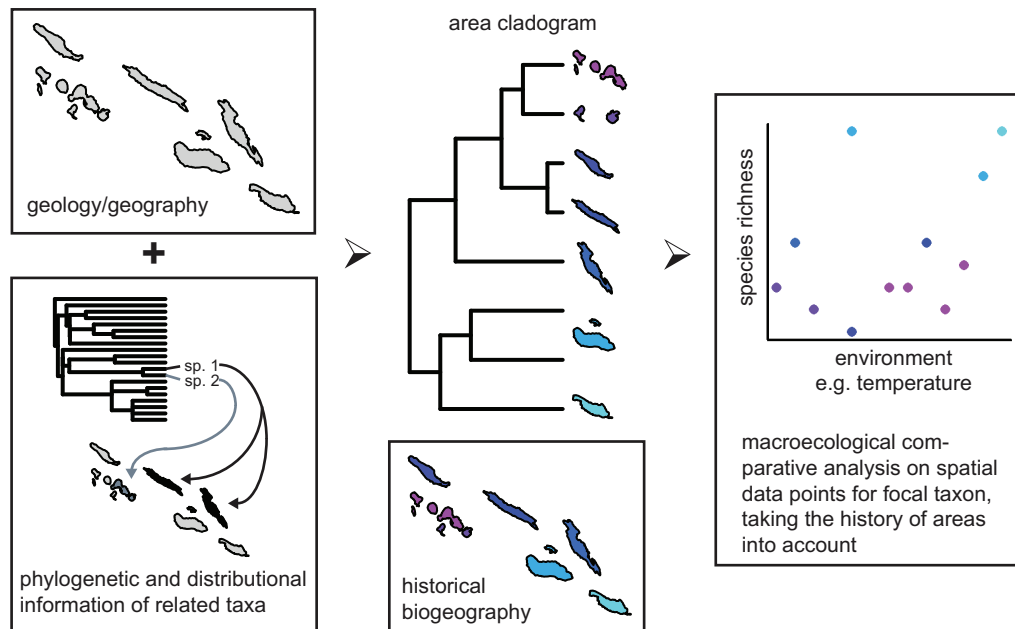 geology/geography
+
sp. 1
sp. 2
phylogenetic and distributional
information of related taxa
area cladogram
historical
biogeography
species richness
environment
e.g. temperature
macroecological com-
parative analysis on spatial
data points for focal taxon,
taking the history of areas
into account